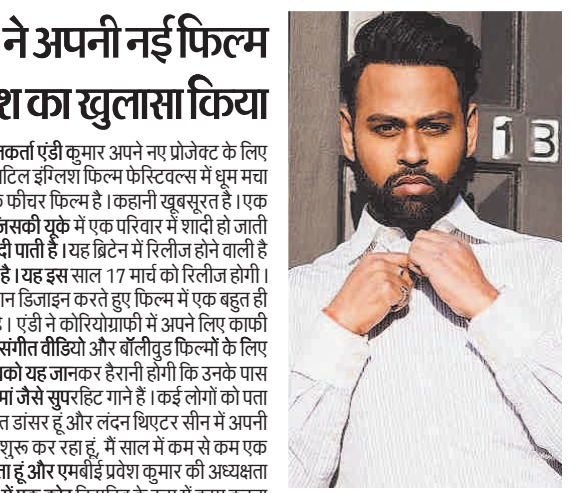 ने अपनी नई फिल्म
का खुलासा किया
एंडी कुमार अपने नए प्रोजेक्ट के लिए
इंग्लिश फिल्म फेस्टिवल्स में धूम मचा
फीचर फिल्म है । कहानी खूबसूरत है । एक
यूके में एक परिवार में शादी हो जाती
पाती है । यह ब्रिटेन में रिलीज होने वाली है
है । यह इस साल 17 मार्च को रिलीज होगी ।
डिजाइन करते हुए फिल्म में एक बहुत ही
। एंडी ने कोरियोग्राफी में अपने लिए काफी
संगीत वीडियो और बॉलीवुड फिल्मों के लिए
यह जानकर हैरानी होगी कि उनके पास
जैसे सुपरहिट गाने हैं । कई लोगों को पता
डांसर हूं और लंदन थिएटर सीन में अपनी
शुरू कर रहा हूं, मैं साल में कम से कम एक
हूं और एमबीई प्रवेश कुमार की अध्यक्षता
13